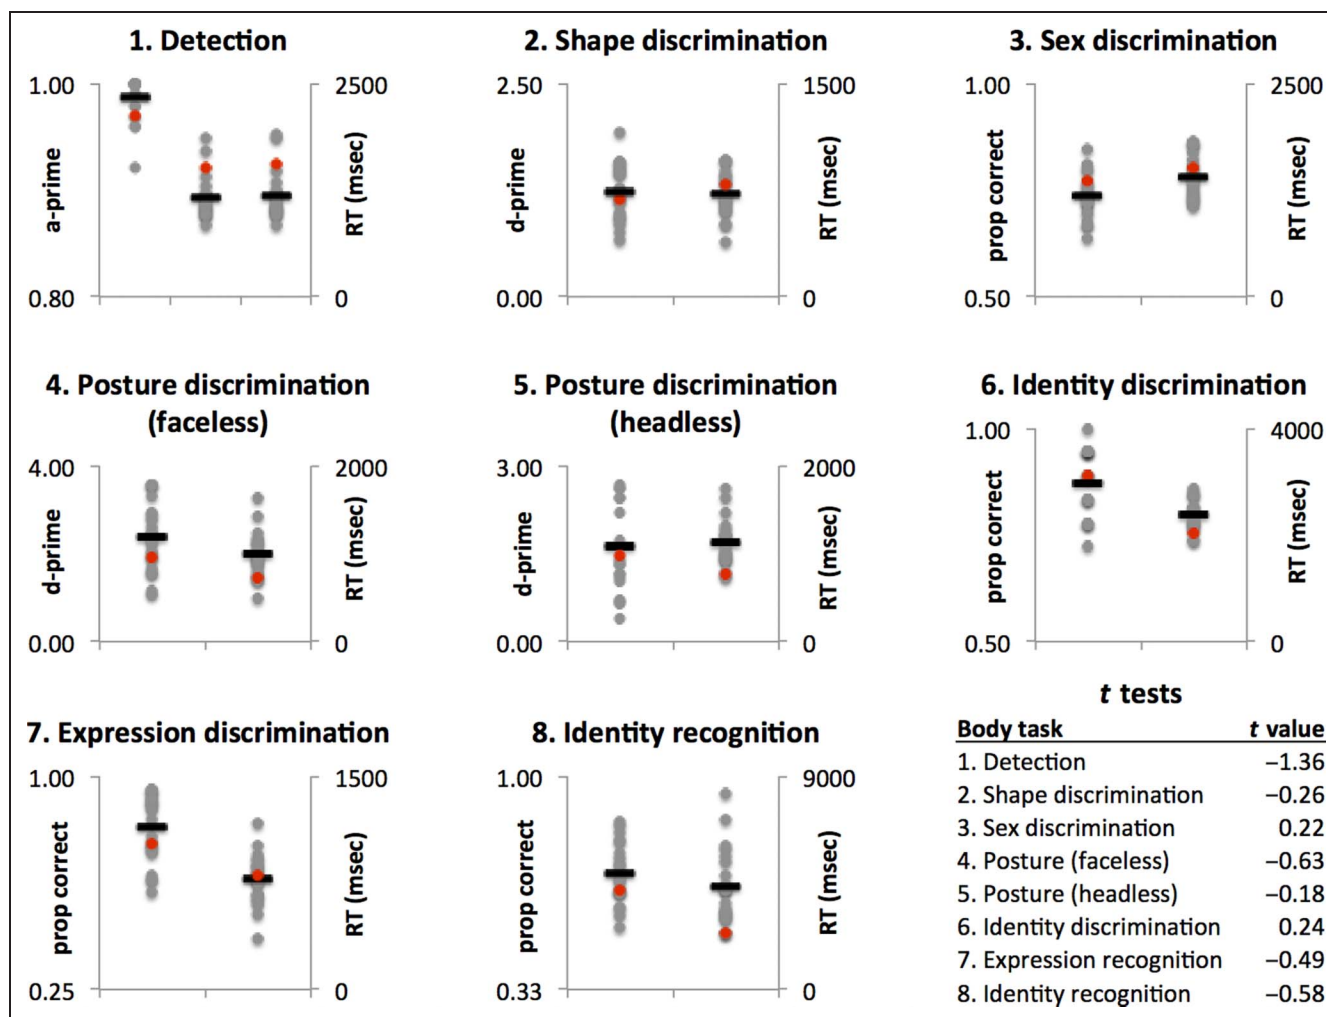 1. Detection
1.00
2500
a-prime
RT (msec)
0.80
0
2. Shape discrimination
2.50
1500
d-prime
RT (msec)
0.00
0
3. Sex discrimination
1.00
2500
prop correct
RT (msec)
0.50
0
4. Posture discrimination
(faceless)
4.00
2000
d-prime
RT (msec)
0.00
0
5. Posture discrimination
(headless)
3.00
2000
d-prime
RT (msec)
0.00
0
6. Identity discrimination
1.00
4000
prop correct
RT (msec)
0.50
0
7. Expression discrimination
1.00
1500
prop correct
RT (msec)
0.25
0
8. Identity recognition
1.00
9000
prop correct
RT (msec)
0.33
0
t tests
Body task t value
1. Detection −1.36
2. Shape discrimination −0.26
3. Sex discrimination 0.22
4. Posture (faceless) −0.63
5. Posture (headless) −0.18
6. Identity discrimination 0.24
7. Expression recognition −0.49
8. Identity recognition −0.58